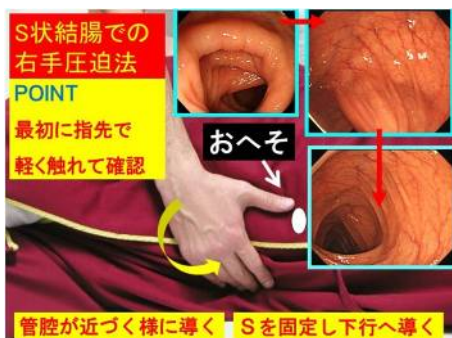 S状結腸での
右手圧迫法
POINT
最初に指先で
軽く触れて確認
おへそ
管腔が近づく様に導く
Sを固定し下行へ導く